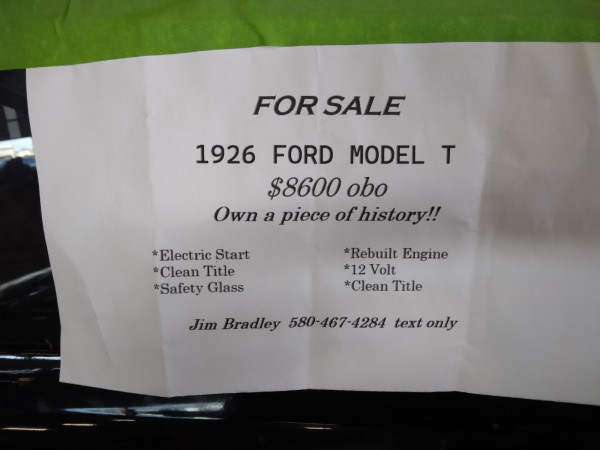 FOR SALE
1926 FORD MODEL T
$8600 obo
Own a piece of history!!
*Electric Start
*Clean Title
*Safety Glass
*Rebuilt Engine
*12 Volt
*Clean Title
Jim Bradley 580-467-4284 text only